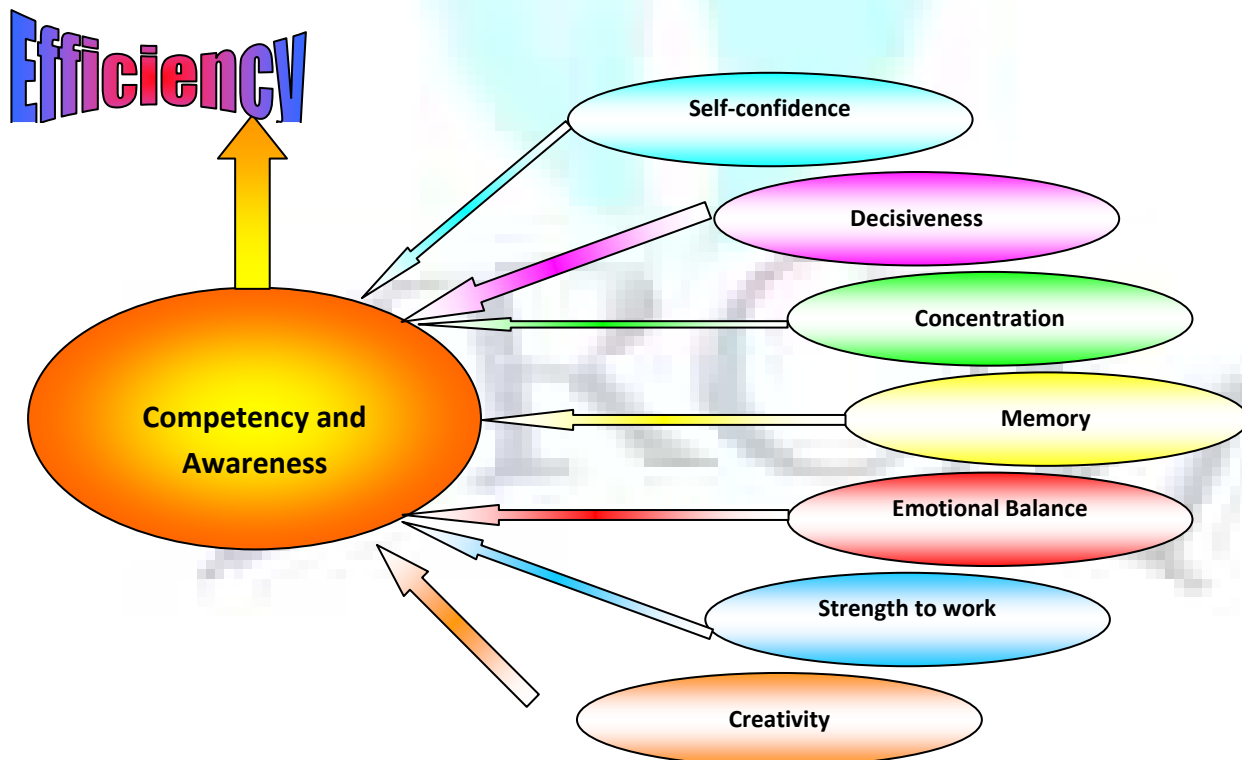 Efficiency
Self-confidence
Decisiveness
Concentration
Competency and
Awareness
Memory
Emotional Balance
Strength to work
Creativity